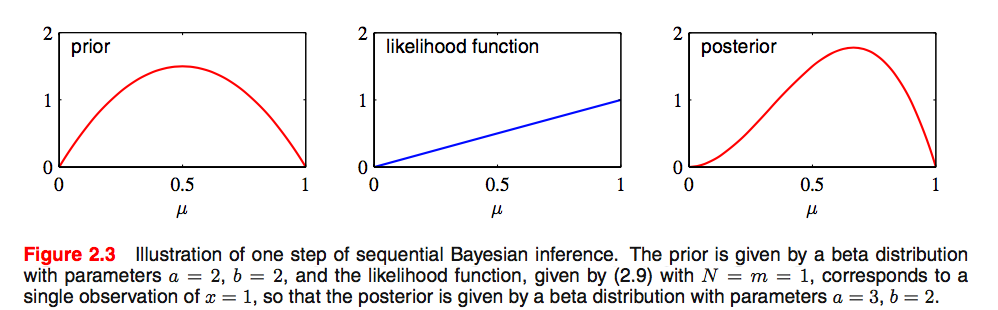 prior
2
1
0
0
0.5
1
μ
likelihood function
2
1
0
0
0.5
1
μ
posterior
2
1
0
0
0.5
1
μ
Figure 2.3 Illustration of one step of sequential Bayesian inference. The prior is given by a beta distribution
with parameters a = 2, b = 2, and the likelihood function, given by (2.9) with N = m = 1, corresponds to a
single observation of x = 1, so that the posterior is given by a beta distribution with parameters a = 3, b = 2.